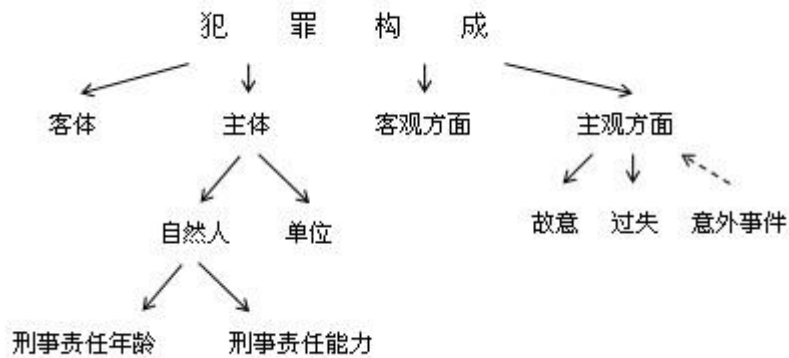 犯罪构成
客体 主体 客观方面 主观方面
故意 过失 意外事件
自然人 单位
刑事责任年龄 刑事责任能力